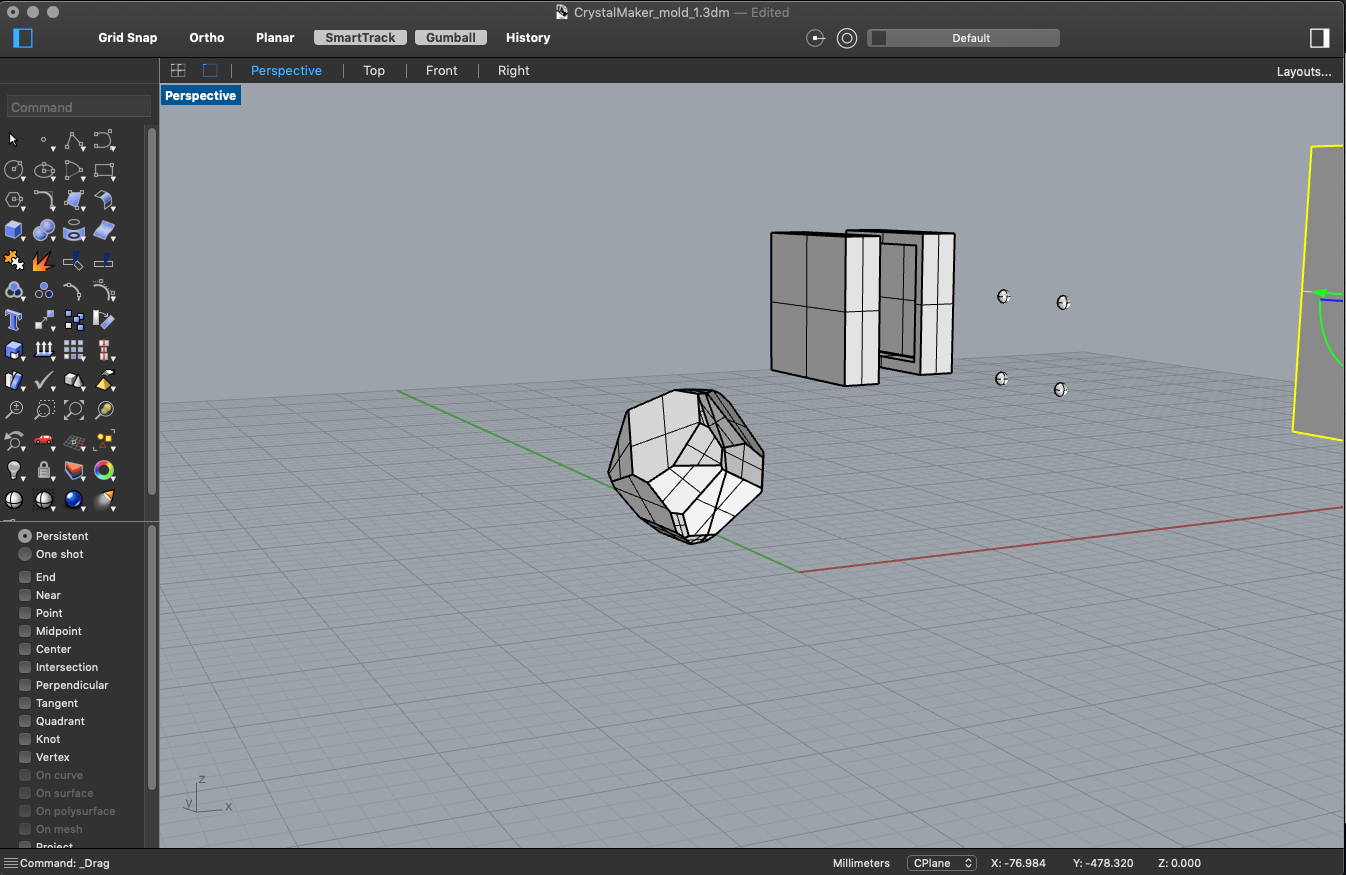 CrystalMaker_mold_1.3dm — Edited
Grid Snap Ortho Planar SmartTrack Gumball History Default
Perspective Top Front Right Layouts...
Perspective
Command
Persistent
One shot
End
Near
Point
Midpoint
Center
Intersection
Perpendicular
Tangent
Quadrant
Knot
Vertex
On curve
On surface
On polysurface
On mesh
Project
z
y
x
Command: _Drag Millimeters CPlane X: -76.984 Y: -478.320 Z: 0.000